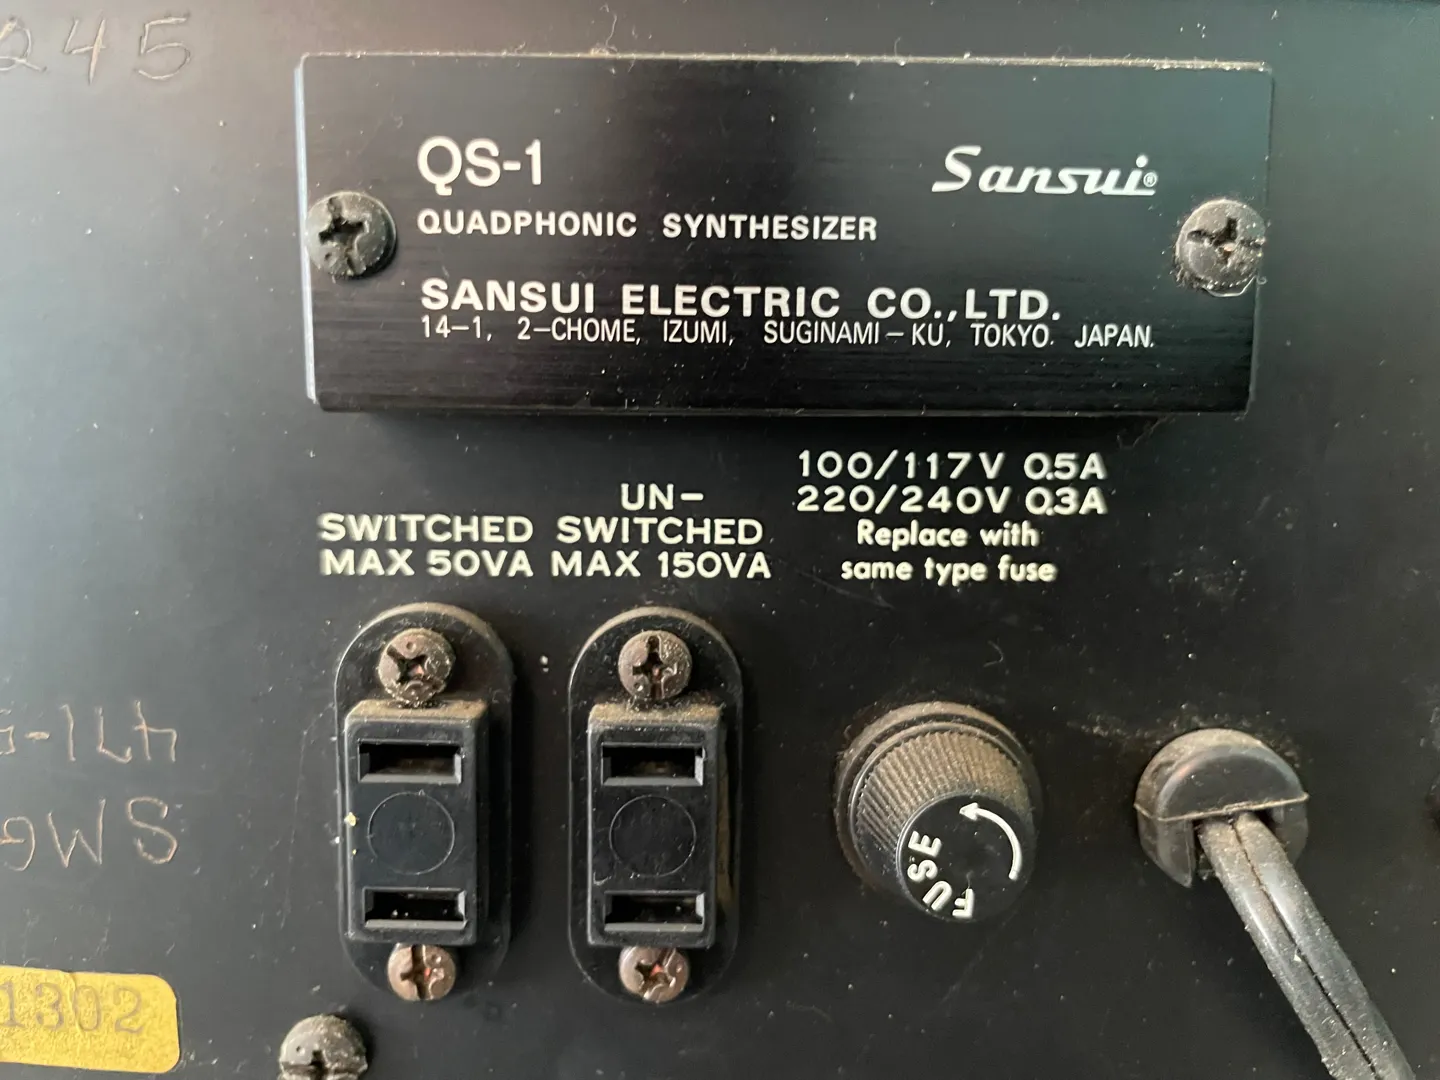 245
QS-1
Sansui®
QUADPHONIC SYNTHESIZER
SANSUI ELECTRIC CO.,LTD.
14-1, 2-CHOME, IZUMI, SUGINAMI-KU, TOKYO. JAPAN.
SWITCHED
MAX 50VA
UN-
SWITCHED
MAX 150VA
100/117V 0.5A
220/240V 0.3A
Replace with
same type fuse
FUSE
1302